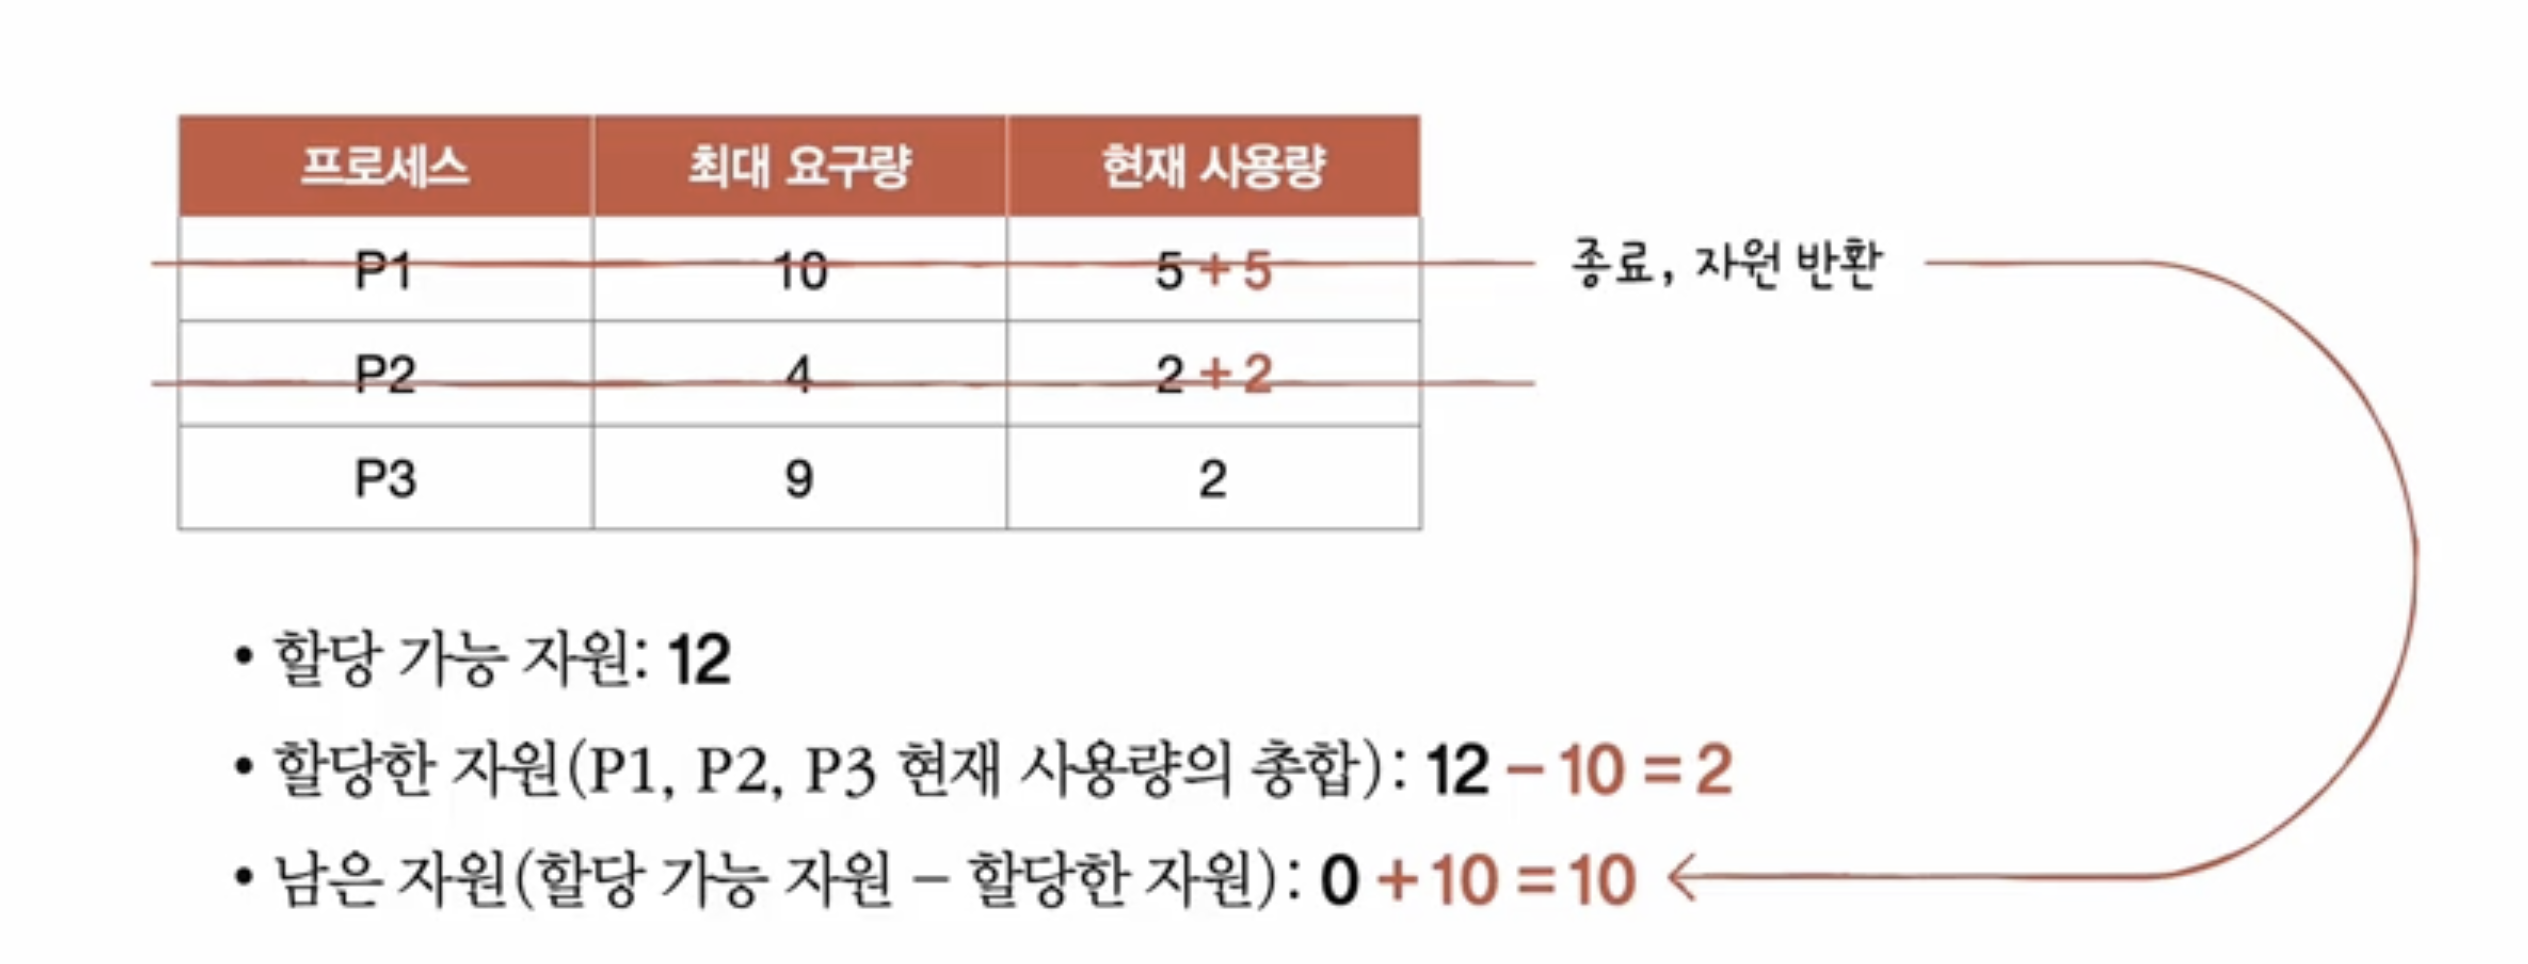 프로세스 최대 요구량 현재 사용량
P1 10 5 + 5 종료, 자원 반환
P2 4 2 + 2
P3 9 2
• 할당 가능 자원: 12
• 할당한 자원(P1, P2, P3 현재 사용량의 총합): 12 – 10 = 2
• 남은 자원(할당 가능 자원 – 할당한 자원): 0 + 10 = 10